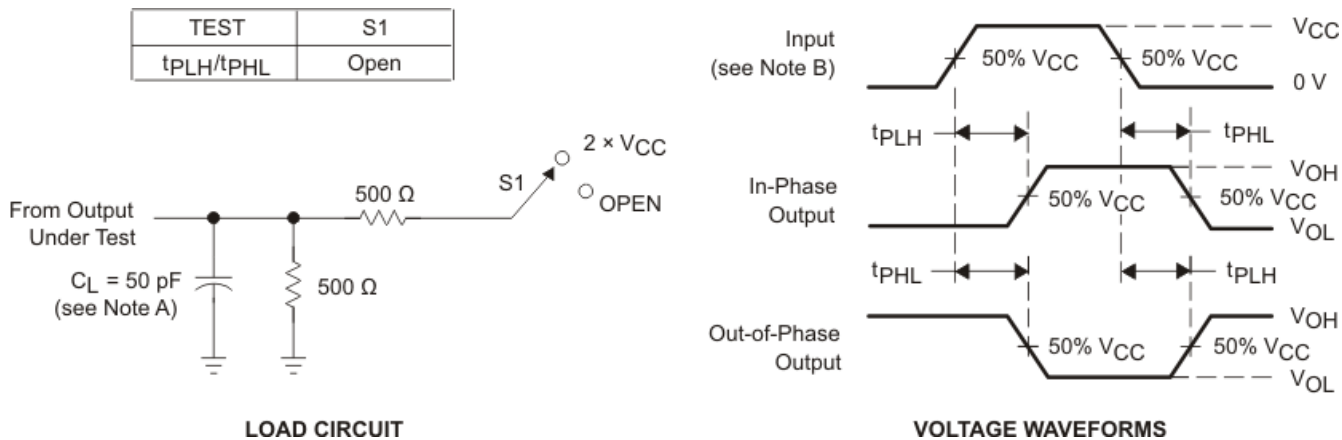 TEST S1
tPLH/tPHL Open
2 × VCC
S1
OPEN
500 Ω
From Output
Under Test
CL = 50 pF
(see Note A)
500 Ω
LOAD CIRCUIT
Input
(see Note B)
50% VCC
50% VCC
VCC
0 V
tPLH
tPHL
In-Phase
Output
50% VCC
50% VCC
VOH
VOL
tPHL
tPLH
Out-of-Phase
Output
50% VCC
50% VCC
VOH
VOL
VOLTAGE WAVEFORMS